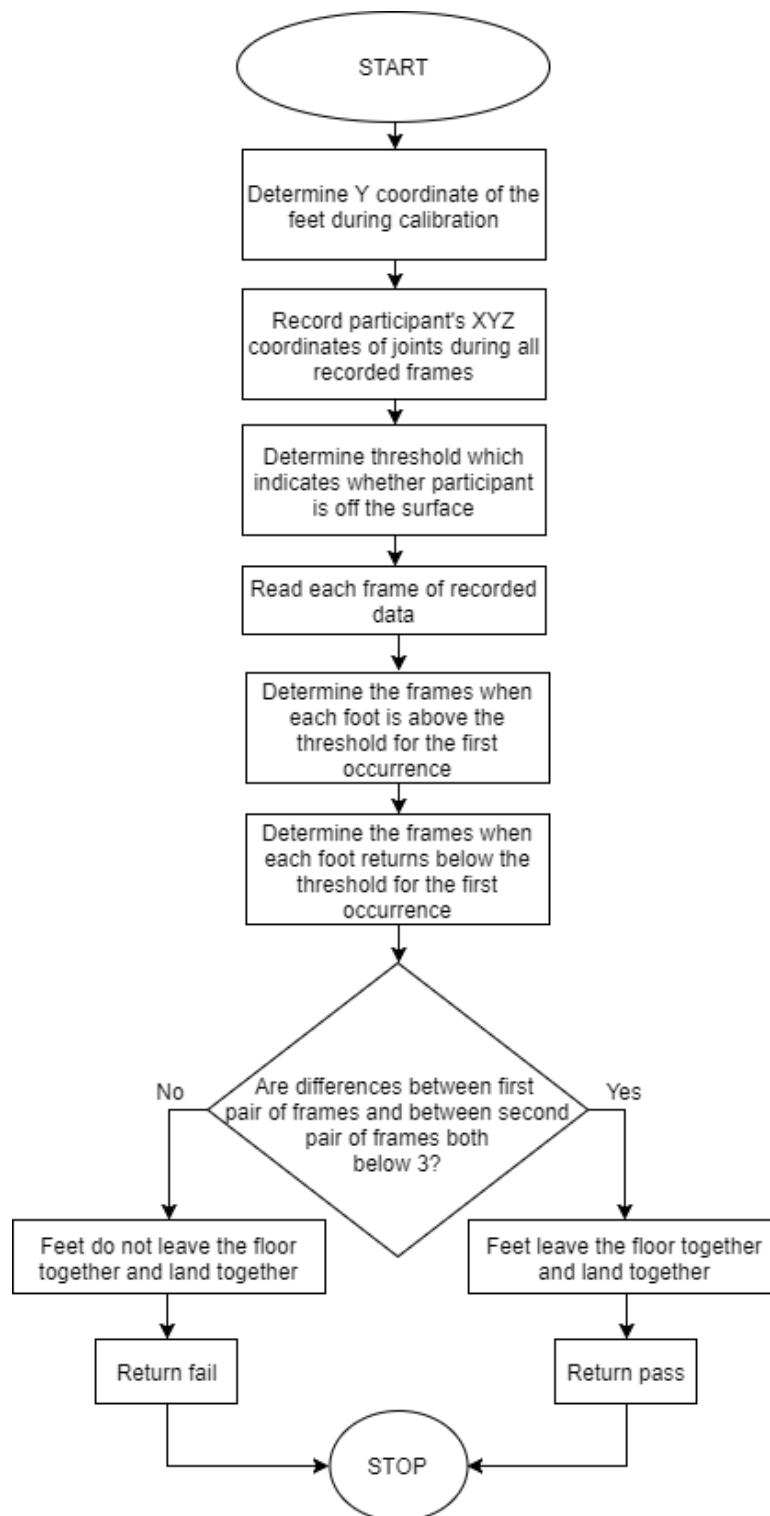 START
Determine Y coordinate of the
feet during calibration
Record participant's XYZ
coordinates of joints during all
recorded frames
Determine threshold which
indicates whether participant
is off the surface
Read each frame of recorded
data
Determine the frames when
each foot is above the
threshold for the first
occurrence
Determine the frames when
each foot returns below the
threshold for the first
occurrence
Are differences between first
pair of frames and between second
pair of frames both
below 3?
No
Yes
Feet do not leave the floor
together and land together
Feet leave the floor together
and land together
Return fail
Return pass
STOP